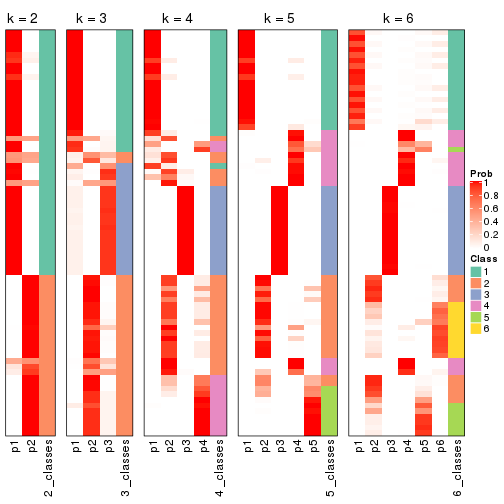 k = 2
k = 3
k = 4
k = 5
k = 6
p1
p2
2_classes
p1
p2
p3
3_classes
p1
p2
p3
p4
4_classes
p1
p2
p3
p4
p5
5_classes
p1
p2
p3
p4
p5
p6
6_classes
Prob
1
0.8
0.6
0.4
0.2
0
Class
1
2
3
4
5
6